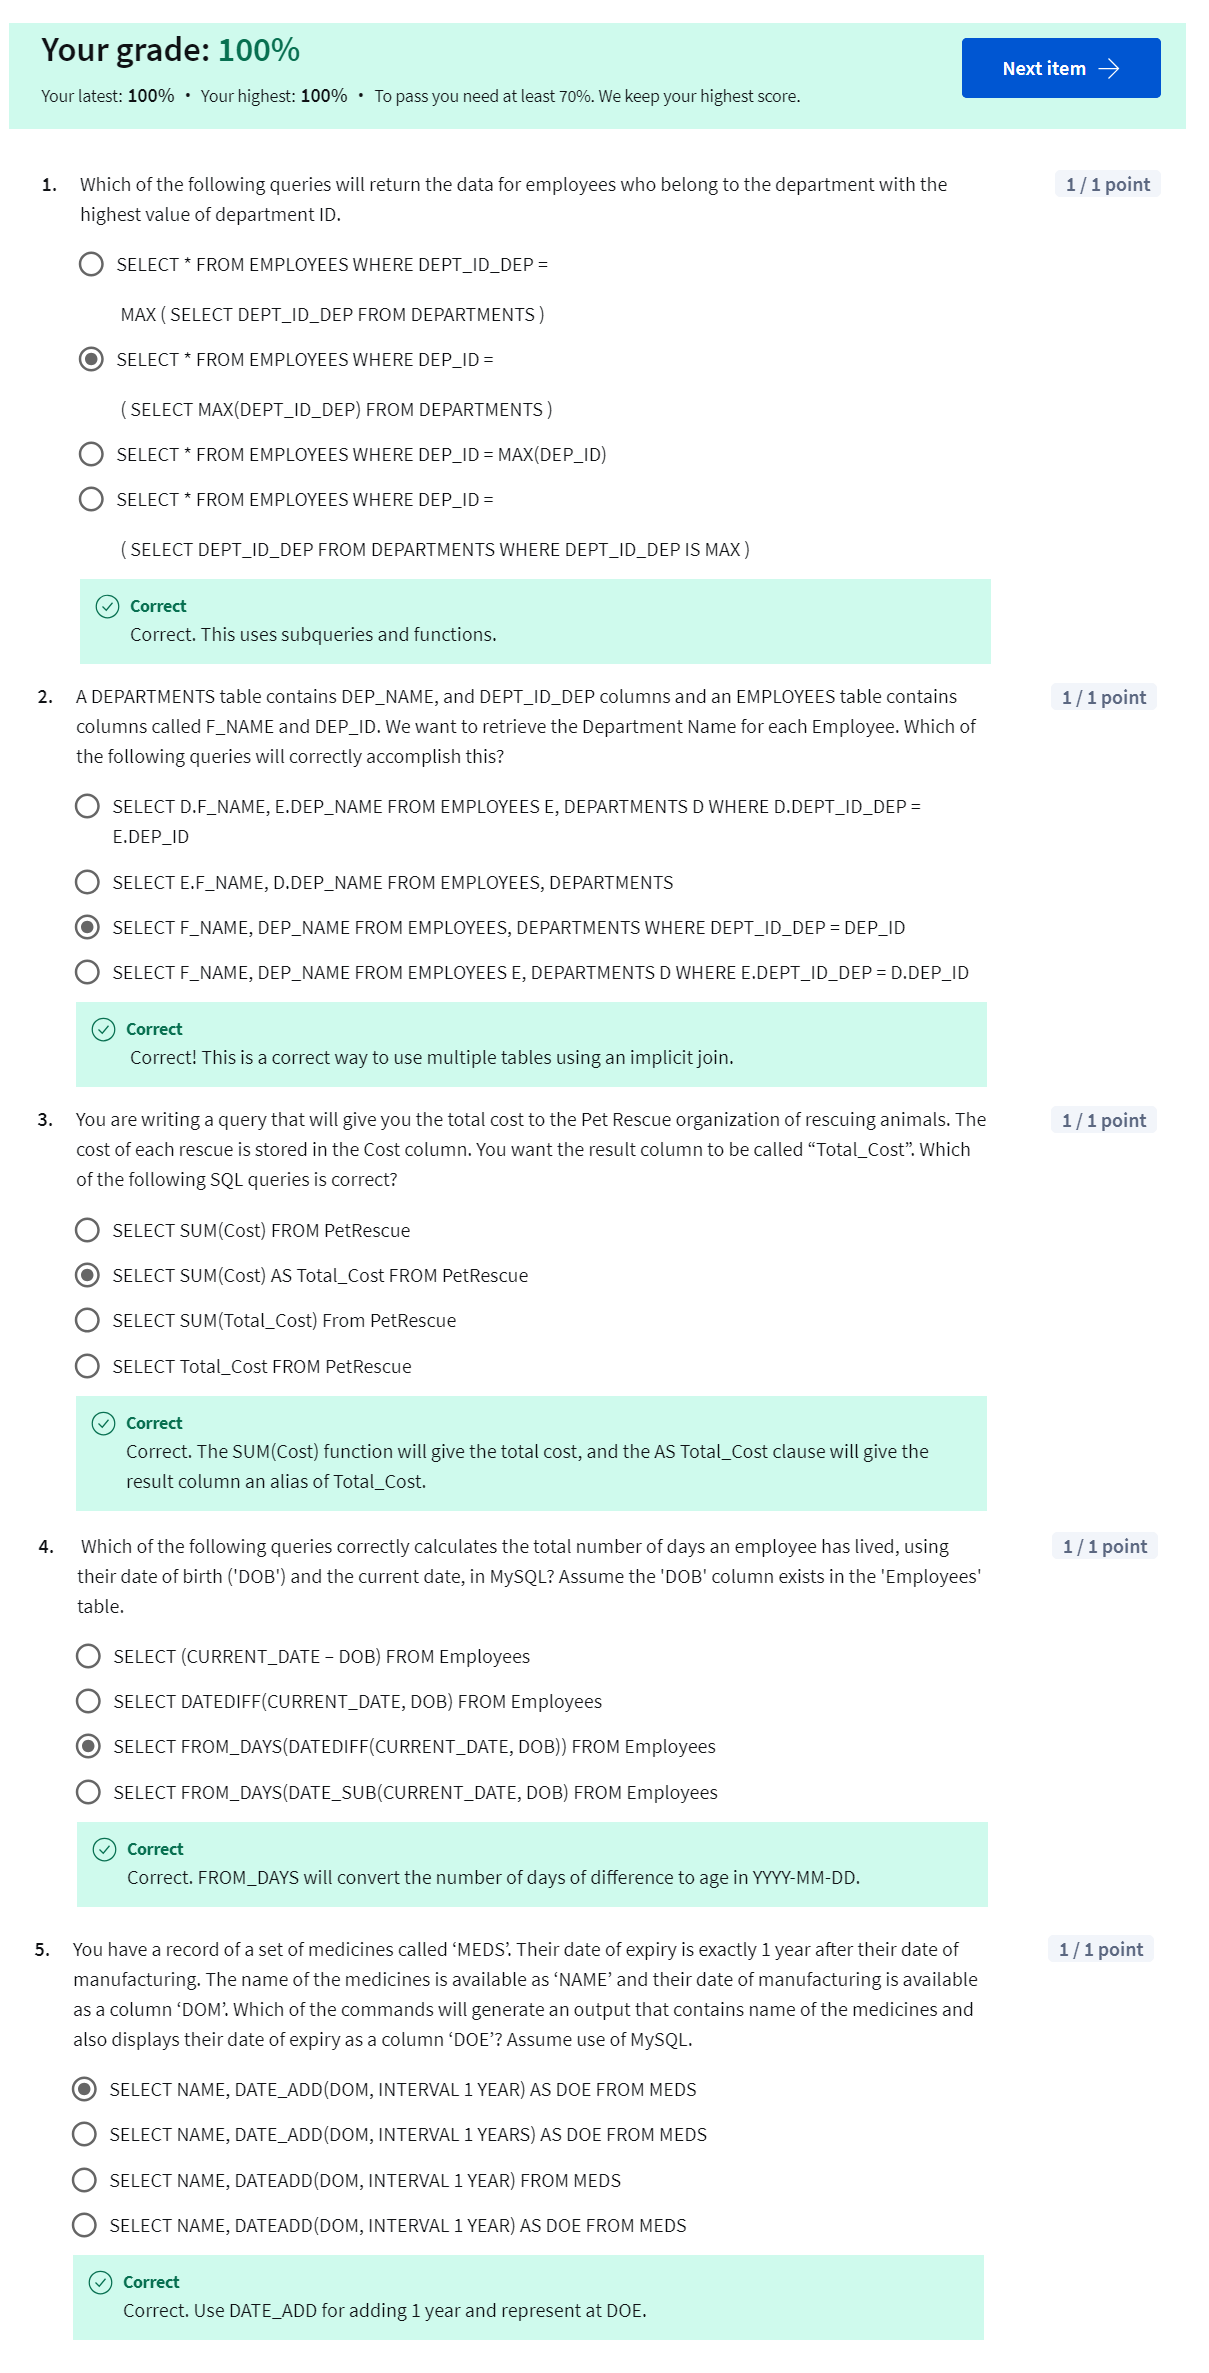 Your grade: 100%
Next item →
Your latest: 100% • Your highest: 100% • To pass you need at least 70%. We keep your highest score.
1. Which of the following queries will return the data for employees who belong to the department with the
highest value of department ID.
1 / 1 point
SELECT * FROM EMPLOYEES WHERE DEPT_ID_DEP =
MAX ( SELECT DEPT_ID_DEP FROM DEPARTMENTS )
SELECT * FROM EMPLOYEES WHERE DEP_ID =
( SELECT MAX(DEPT_ID_DEP) FROM DEPARTMENTS )
SELECT * FROM EMPLOYEES WHERE DEP_ID = MAX(DEP_ID)
SELECT * FROM EMPLOYEES WHERE DEP_ID =
( SELECT DEPT_ID_DEP FROM DEPARTMENTS WHERE DEPT_ID_DEP IS MAX )
Correct
Correct. This uses subqueries and functions.
2. A DEPARTMENTS table contains DEP_NAME, and DEPT_ID_DEP columns and an EMPLOYEES table contains
columns called F_NAME and DEP_ID. We want to retrieve the Department Name for each Employee. Which of
the following queries will correctly accomplish this?
1 / 1 point
SELECT D.F_NAME, E.DEP_NAME FROM EMPLOYEES E, DEPARTMENTS D WHERE D.DEPT_ID_DEP =
E.DEP_ID
SELECT E.F_NAME, D.DEP_NAME FROM EMPLOYEES, DEPARTMENTS
SELECT F_NAME, DEP_NAME FROM EMPLOYEES, DEPARTMENTS WHERE DEPT_ID_DEP = DEP_ID
SELECT F_NAME, DEP_NAME FROM EMPLOYEES E, DEPARTMENTS D WHERE E.DEPT_ID_DEP = D.DEP_ID
Correct
Correct! This is a correct way to use multiple tables using an implicit join.
3. You are writing a query that will give you the total cost to the Pet Rescue organization of rescuing animals. The
cost of each rescue is stored in the Cost column. You want the result column to be called “Total_Cost”. Which
of the following SQL queries is correct?
1 / 1 point
SELECT SUM(Cost) FROM PetRescue
SELECT SUM(Cost) AS Total_Cost FROM PetRescue
SELECT SUM(Total_Cost) From PetRescue
SELECT Total_Cost FROM PetRescue
Correct
Correct. The SUM(Cost) function will give the total cost, and the AS Total_Cost clause will give the
result column an alias of Total_Cost.
4. Which of the following queries correctly calculates the total number of days an employee has lived, using
their date of birth ('DOB') and the current date, in MySQL? Assume the 'DOB' column exists in the 'Employees'
table.
1 / 1 point
SELECT (CURRENT_DATE – DOB) FROM Employees
SELECT DATEDIFF(CURRENT_DATE, DOB) FROM Employees
SELECT FROM_DAYS(DATEDIFF(CURRENT_DATE, DOB)) FROM Employees
SELECT FROM_DAYS(DATE_SUB(CURRENT_DATE, DOB) FROM Employees
Correct
Correct. FROM_DAYS will convert the number of days of difference to age in YYYY-MM-DD.
5. You have a record of a set of medicines called ‘MEDS’. Their date of expiry is exactly 1 year after their date of
manufacturing. The name of the medicines is available as ‘NAME’ and their date of manufacturing is available
as a column ‘DOM’. Which of the commands will generate an output that contains name of the medicines and
also displays their date of expiry as a column ‘DOE’? Assume use of MySQL.
1 / 1 point
SELECT NAME, DATE_ADD(DOM, INTERVAL 1 YEAR) AS DOE FROM MEDS
SELECT NAME, DATE_ADD(DOM, INTERVAL 1 YEARS) AS DOE FROM MEDS
SELECT NAME, DATEADD(DOM, INTERVAL 1 YEAR) FROM MEDS
SELECT NAME, DATEADD(DOM, INTERVAL 1 YEAR) AS DOE FROM MEDS
Correct
Correct. Use DATE_ADD for adding 1 year and represent at DOE.